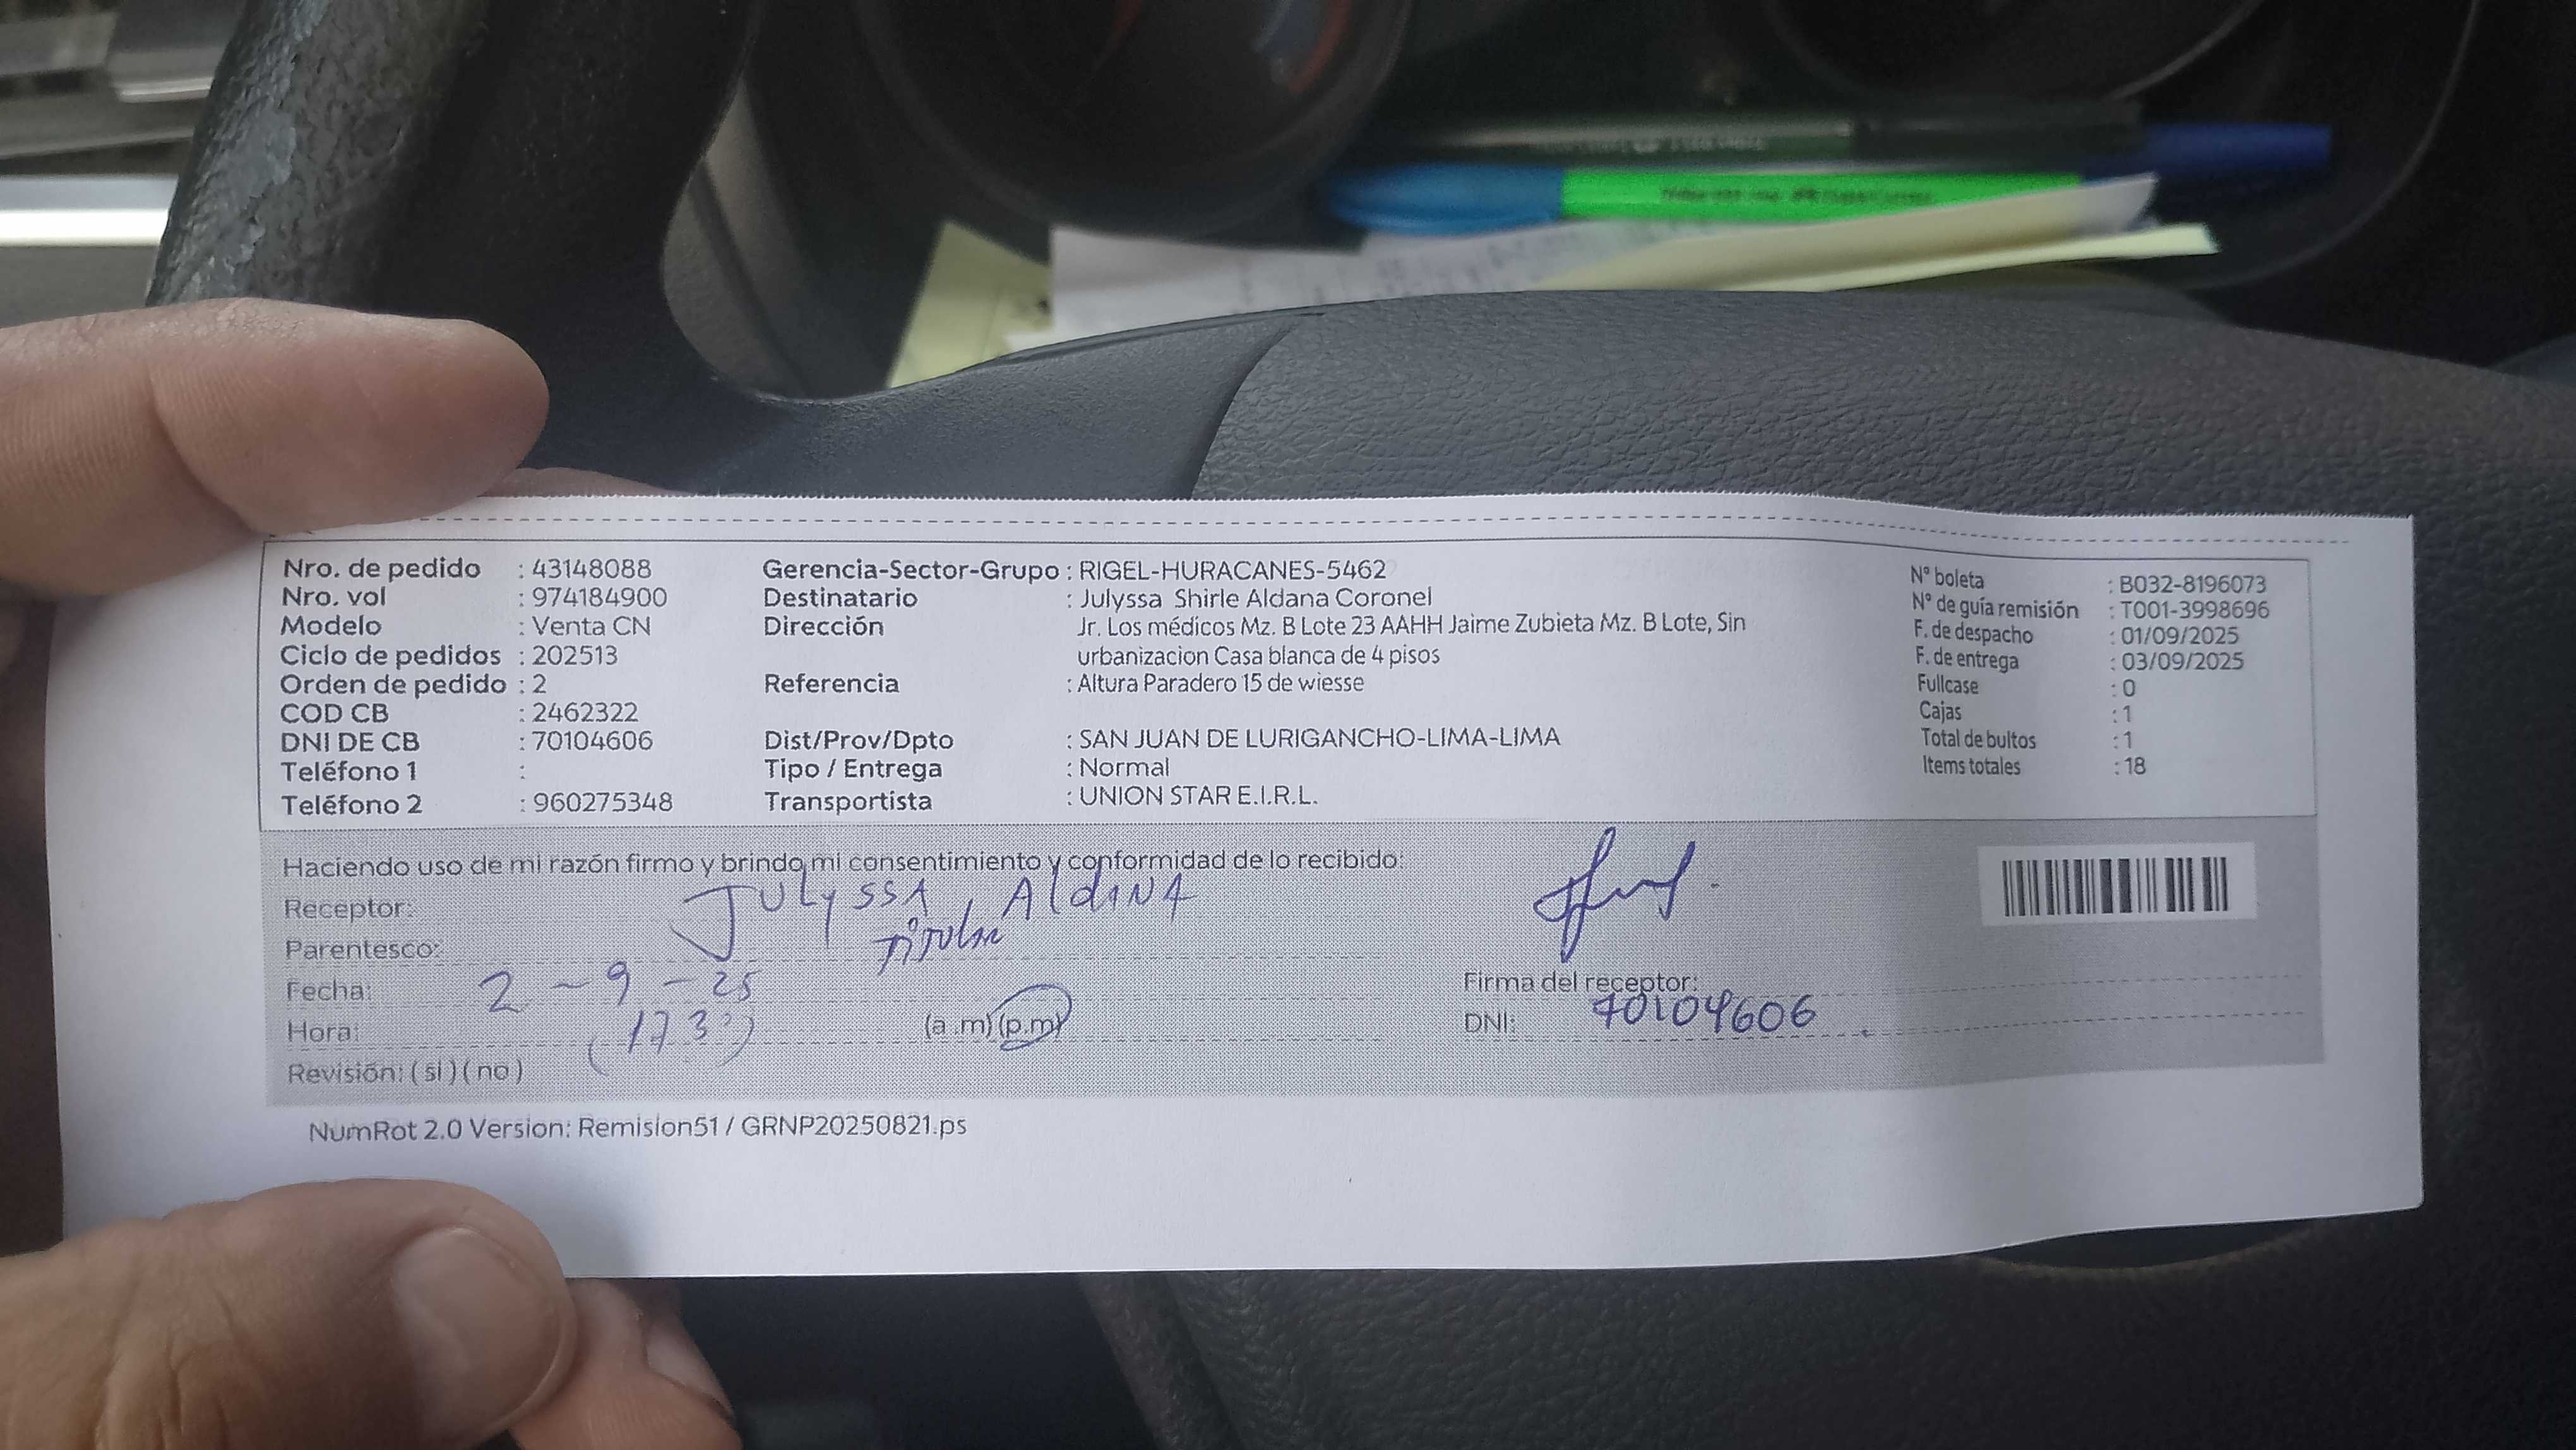 Nro. de pedido : 43148088
Nro. vol : 974184900
Modelo : Venta CN
Ciclo de pedidos : 202513
Orden de pedido : 2
COD CB : 2462322
DNI DE CB : 70104606
Teléfono 1 :
Teléfono 2 : 960275348
Gerencia-Sector-Grupo : RIGEL-HURACANES-5462
Destinatario : Julyssa Shirle Aldana Coronel
Dirección Jr. Los médicos Mz. B Lote 23 AAHH Jaime Zubieta Mz. B Lote, Sin
urbanizacion Casa blanca de 4 pisos
Referencia : Altura Paradero 15 de wiesse
Dist/Prov/Dpto : SAN JUAN DE LURIGANCHO-LIMA-LIMA
Tipo / Entrega : Normal
Transportista : UNION STAR E.I.R.L.
N° boleta : B032-8196073
N° de guía remisión : T001-3998696
F. de despacho : 01/09/2025
F. de entrega : 03/09/2025
Fullcase : 0
Cajas : 1
Total de bultos : 1
Items totales : 18
Haciendo uso de mi razón firmo y brindo mi consentimiento y conformidad de lo recibido:
Receptor: JULYSSA ALdANA
Parentesco: Titular
Fecha: 2-9-25
Hora: (1730) (a .m) (p.m)
Revisión: (si) (no)
Firma del receptor:
DNI: 70104606
NumRot 2.0 Version: Remision51 / GRNP20250821.ps